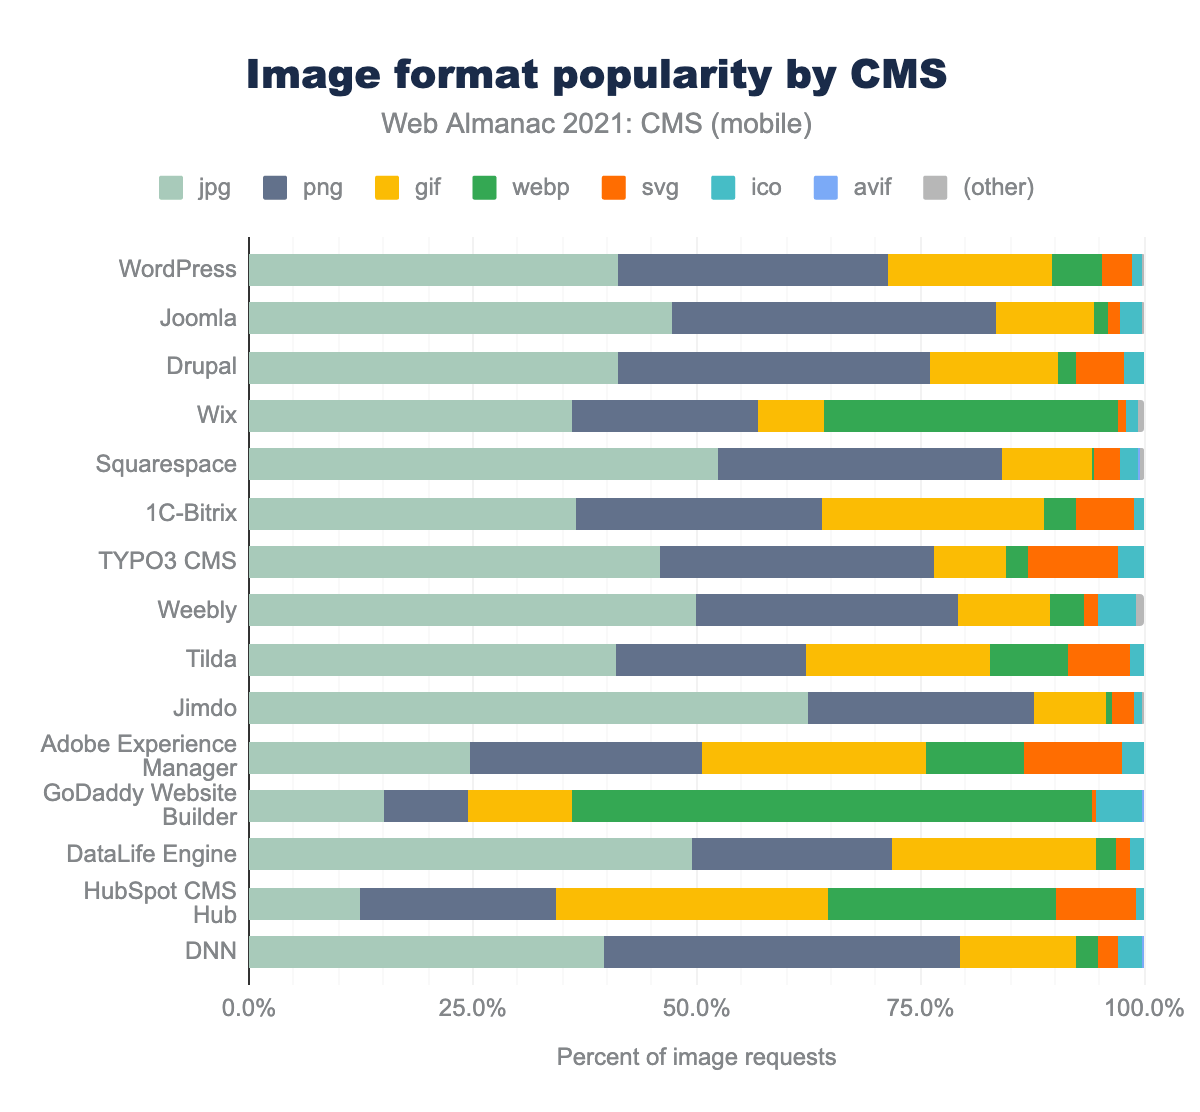 Image format popularity by CMS
Web Almanac 2021: CMS (mobile)
jpg png gif webp svg ico avif (other)
WordPress
Joomla
Drupal
Wix
Squarespace
1C-Bitrix
TYPO3 CMS
Weebly
Tilda
Jimdo
Adobe Experience
Manager
GoDaddy Website
Builder
DataLife Engine
HubSpot CMS
Hub
DNN
0.0% 25.0% 50.0% 75.0% 100.0%
Percent of image requests